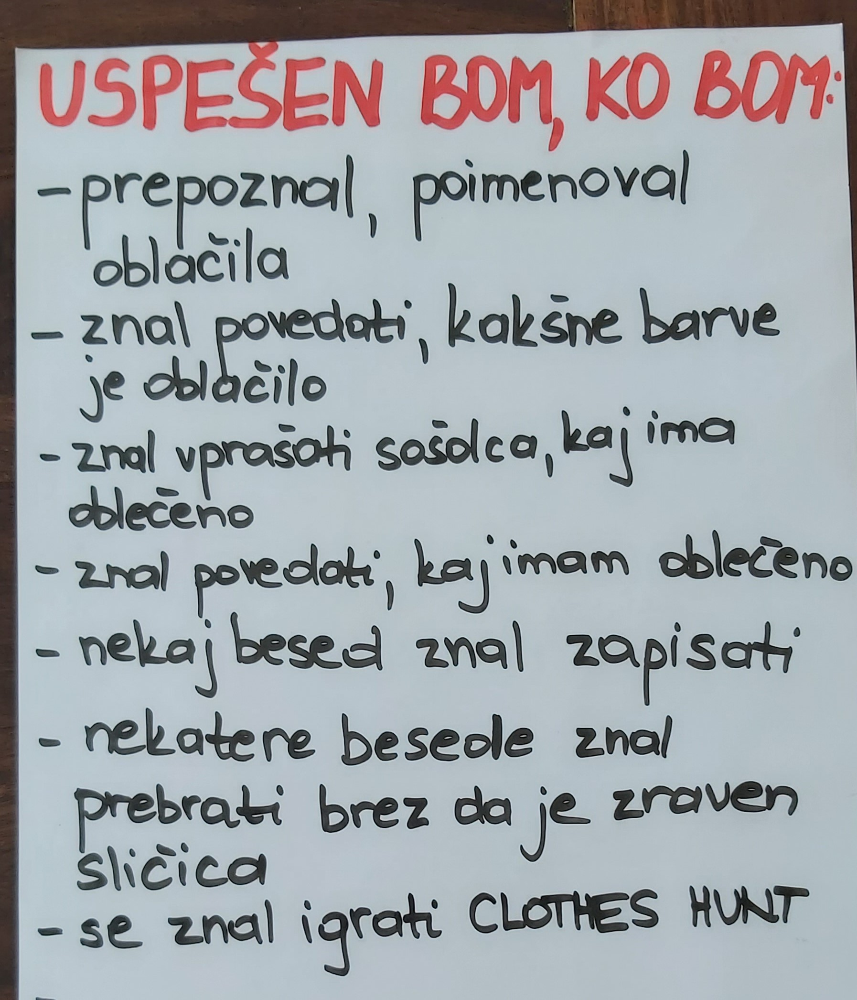 USPEŠEN BOM, KO BOM:
- prepoznal, poimenoval
oblačila
- znal povedati, kakšne barve
je oblačilo
- znal vprašati sošolca, kaj ima
oblečeno
- znal povedati, kaj imam oblečeno
- nekaj besed znal zapisati
- nekatere besede znal
prebrati brez da je zraven
sličica
- se znal igrati CLOTHES HUNT